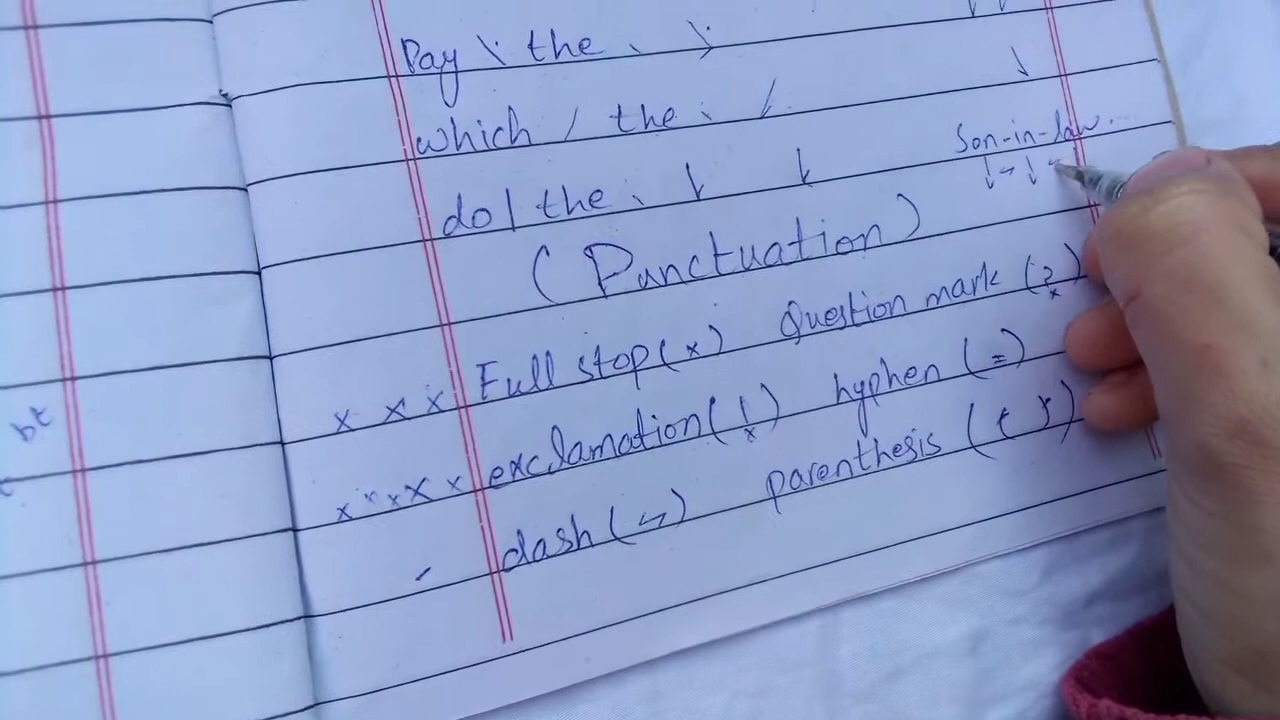 Pay \ the
which / the
do | the
Son-in-law.
(Punctuation)
Full stop (x) Question mark (?x)
exclamation (!x) hyphen (=)
dash (↔) parenthesis (( ))